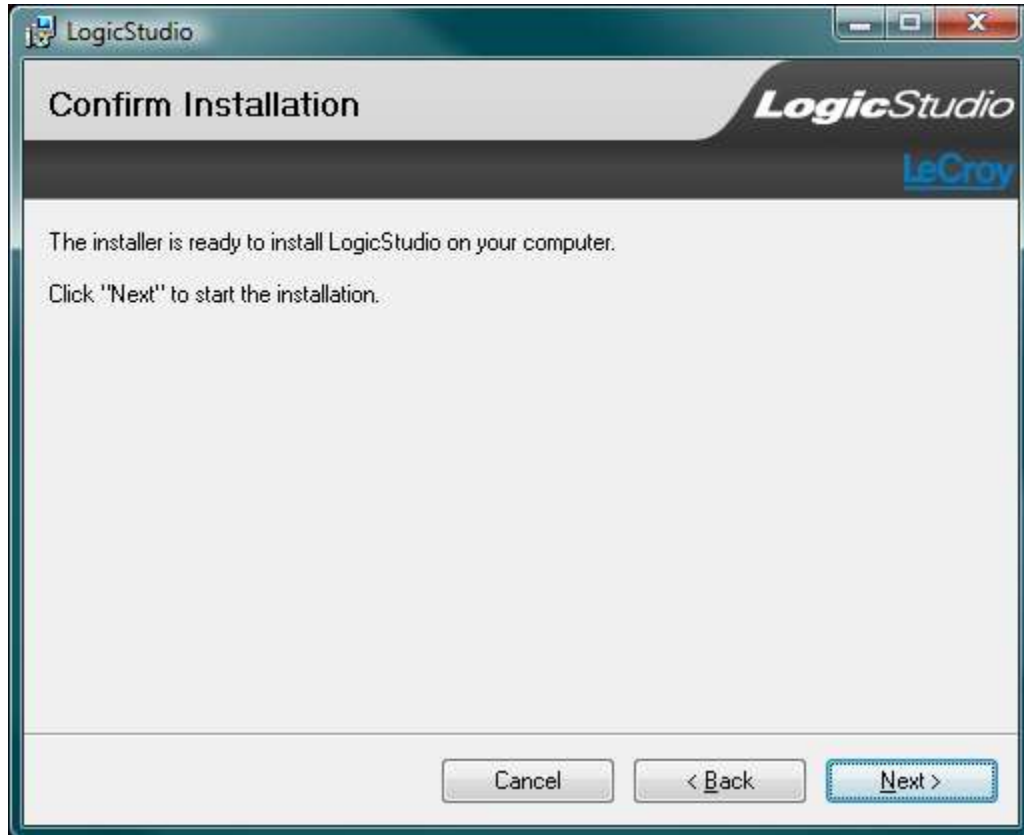 LogicStudio
Confirm Installation
LogicStudio
LeCroy
The installer is ready to install LogicStudio on your computer.
Click "Next" to start the installation.
Cancel
< Back
Next >